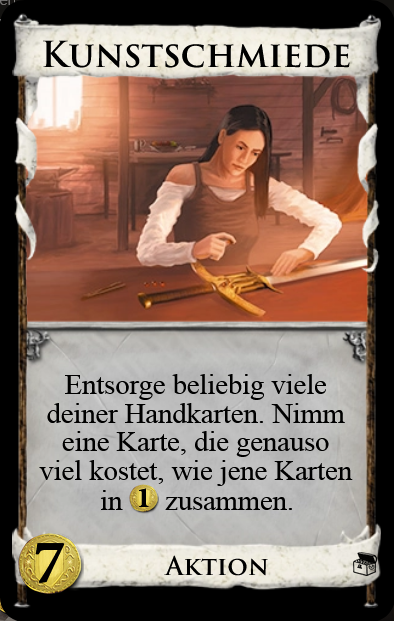 KUNSTSCHMIEDE
Entsorge beliebig viele
deiner Handkarten. Nimm
eine Karte, die genauso
viel kostet, wie jene Karten
in 1 zusammen.
7
AKTION